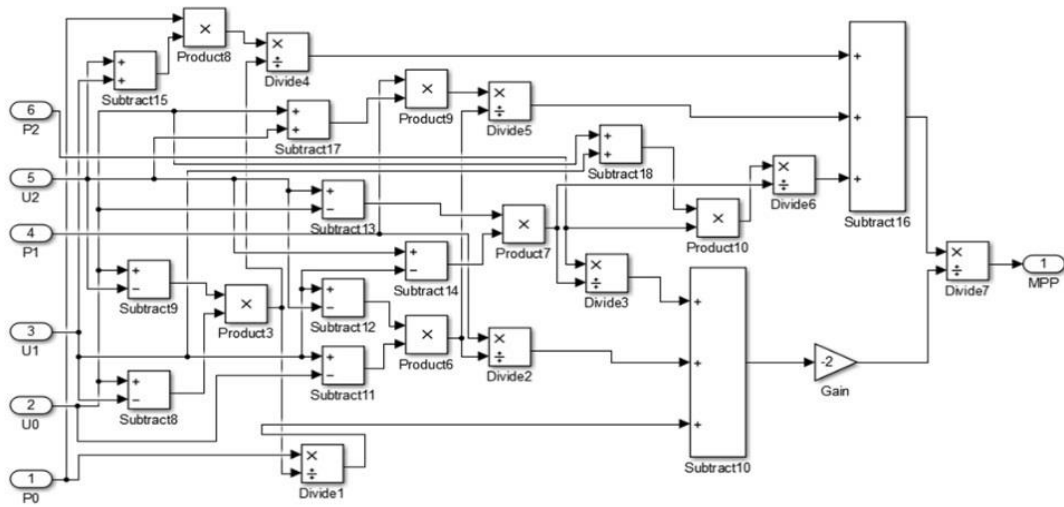 ×
Product8
+
+
Subtract15
×
÷
Divide4
6
P2
+
+
Subtract17
×
Product9
×
÷
Divide5
+
+
Subtract18
×
÷
Divide6
+
+
+
Subtract16
5
U2
+
−
Subtract13
×
Product7
×
Product10
4
P1
+
−
Subtract14
×
÷
Divide3
×
÷
Divide7
1
MPP
+
−
Subtract9
×
Product3
+
−
Subtract12
×
Product6
×
÷
Divide2
3
U1
+
−
Subtract11
+
+
+
Subtract10
-2
Gain
+
−
Subtract8
2
U0
1
P0
×
÷
Divide1